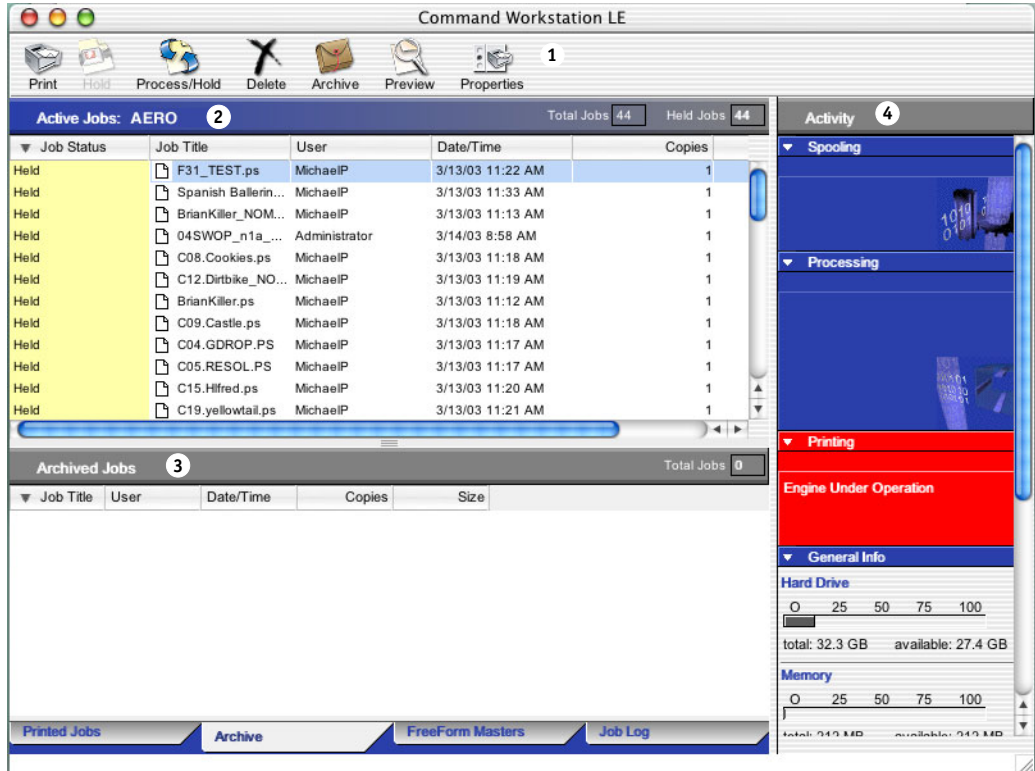 Command Workstation LE
1
Print Hold Process/Hold Delete Archive Preview Properties
Active Jobs: AERO 2 Total Jobs 44 Held Jobs 44
Job Status Job Title User Date/Time Copies
Held F31_TEST.ps MichaelP 3/13/03 11:22 AM 1
Held Spanish Ballerin... MichaelP 3/13/03 11:33 AM 1
Held BrianKiller_NOM... MichaelP 3/13/03 11:13 AM 1
Held 04SWOP_n1a_... Administrator 3/14/03 8:58 AM 1
Held C08.Cookies.ps MichaelP 3/13/03 11:18 AM 1
Held C12.Dirtbike_NO... MichaelP 3/13/03 11:19 AM 1
Held BrianKiller.ps MichaelP 3/13/03 11:12 AM 1
Held C09.Castle.ps MichaelP 3/13/03 11:18 AM 1
Held C04.GDROP.PS MichaelP 3/13/03 11:17 AM 1
Held C05.RESOL.PS MichaelP 3/13/03 11:17 AM 1
Held C15.Hlfred.ps MichaelP 3/13/03 11:20 AM 1
Held C19.yellowtail.ps MichaelP 3/13/03 11:21 AM 1
Archived Jobs 3 Total Jobs 0
Job Title User Date/Time Copies Size
Printed Jobs Archive FreeForm Masters Job Log
Activity 4
Spooling
1010
0101
Processing
Printing
Engine Under Operation
General Info
Hard Drive
0 25 50 75 100
total: 32.3 GB available: 27.4 GB
Memory
0 25 50 75 100
total: 212 MB available: 212 MB